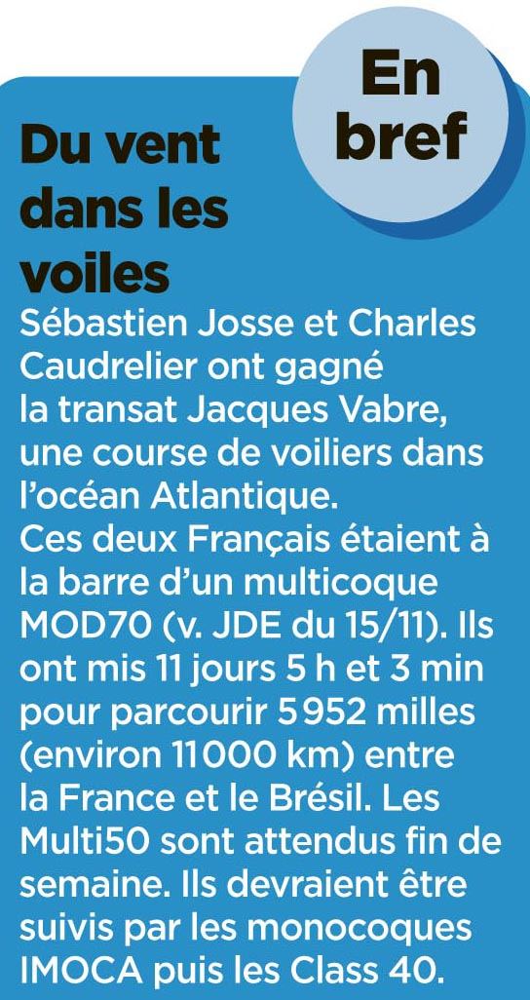 En
bref
Du vent
dans les
voiles
Sébastien Josse et Charles
Caudrelier ont gagné
la transat Jacques Vabre,
une course de voiliers dans
l’océan Atlantique.
Ces deux Français étaient à
la barre d’un multicoque
MOD70 (v. JDE du 15/11). Ils
ont mis 11 jours 5 h et 3 min
pour parcourir 5 952 milles
(environ 11 000 km) entre
la France et le Brésil. Les
Multi50 sont attendus fin de
semaine. Ils devraient être
suivis par les monocoques
IMOCA puis les Class 40.